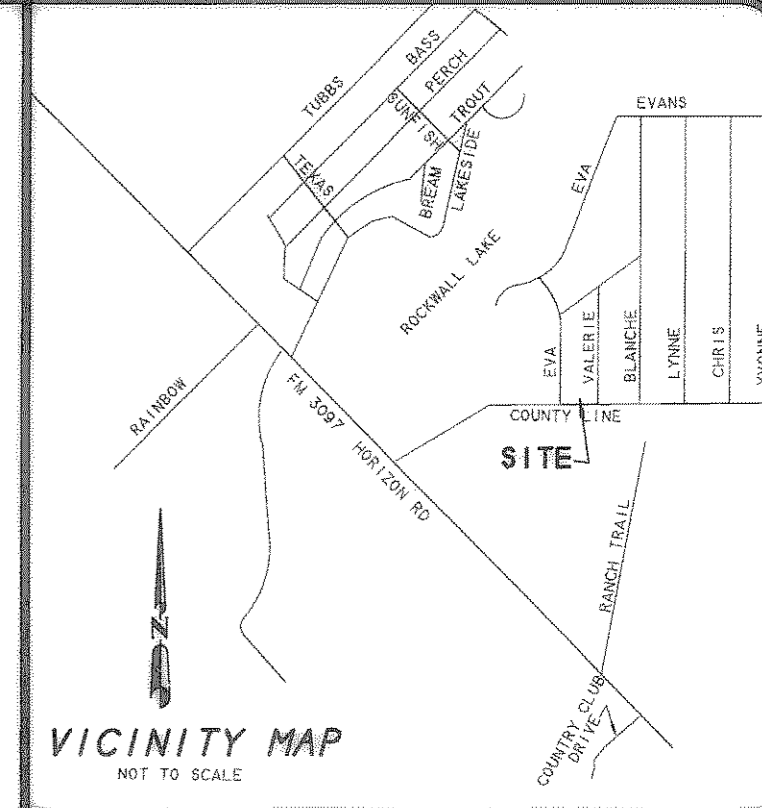 TUBBS
BASS
PERCH
SUNFISH
TROUT
TEXAS
BREAM
LAKESIDE
EVANS
EVA
ROCKWALL LAKE
EVA
VALERIE
BLANCHE
LYNNE
CHRIS
YVONNE
RAINBOW
FM 3097 HORIZON RD
COUNTY LINE
SITE
RANCH TRAIL
N
COUNTRY CLUB
DRIVE
VICINITY MAP
NOT TO SCALE